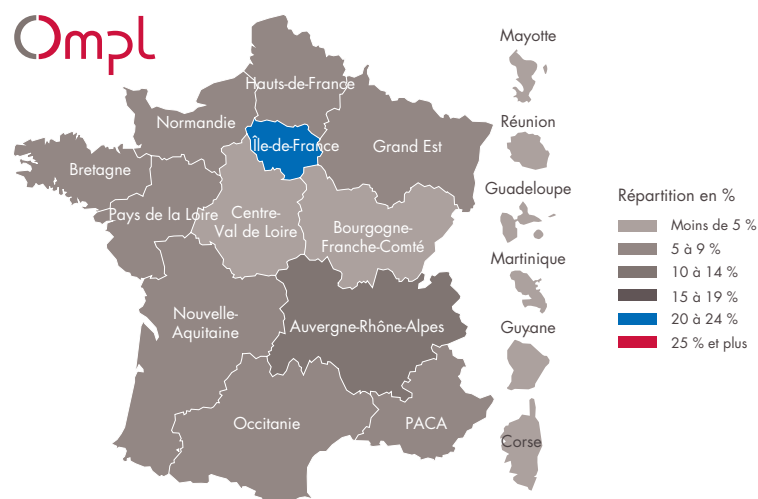 Ompl
Mayotte
Hauts-de-France
Normandie
Réunion
Île-de-France
Grand Est
Bretagne
Guadeloupe
Pays de la Loire
Centre-
Val de Loire
Bourgogne-
Franche-Comté
Martinique
Nouvelle-
Aquitaine
Auvergne-Rhône-Alpes
Guyane
Occitanie
PACA
Corse
Répartition en %
Moins de 5 %
5 à 9 %
10 à 14 %
15 à 19 %
20 à 24 %
25 % et plus